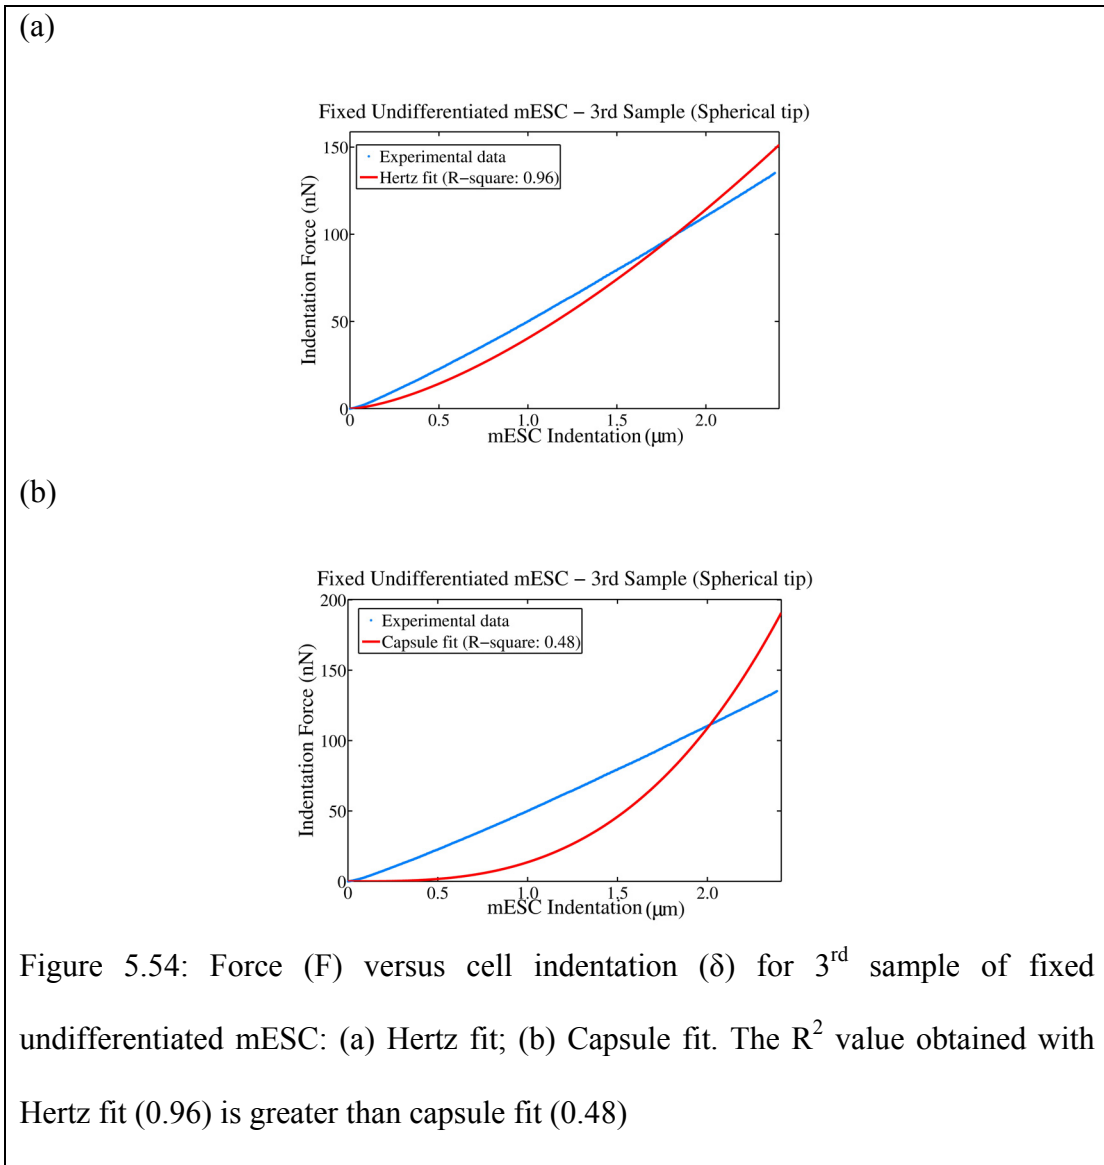 (a)
Fixed Undifferentiated mESC − 3rd Sample (Spherical tip)
Experimental data
Hertz fit (R−square: 0.96)
Indentation Force (nN)
150
100
50
0
0 0.5 1.0 1.5 2.0
mESC Indentation (μm)
(b)
Fixed Undifferentiated mESC − 3rd Sample (Spherical tip)
Experimental data
Capsule fit (R−square: 0.48)
Indentation Force (nN)
200
150
100
50
0
0 0.5 1.0 1.5 2.0
mESC Indentation (μm)
Figure 5.54: Force (F) versus cell indentation (δ) for 3rd sample of fixed
undifferentiated mESC: (a) Hertz fit; (b) Capsule fit. The R2 value obtained with
Hertz fit (0.96) is greater than capsule fit (0.48)